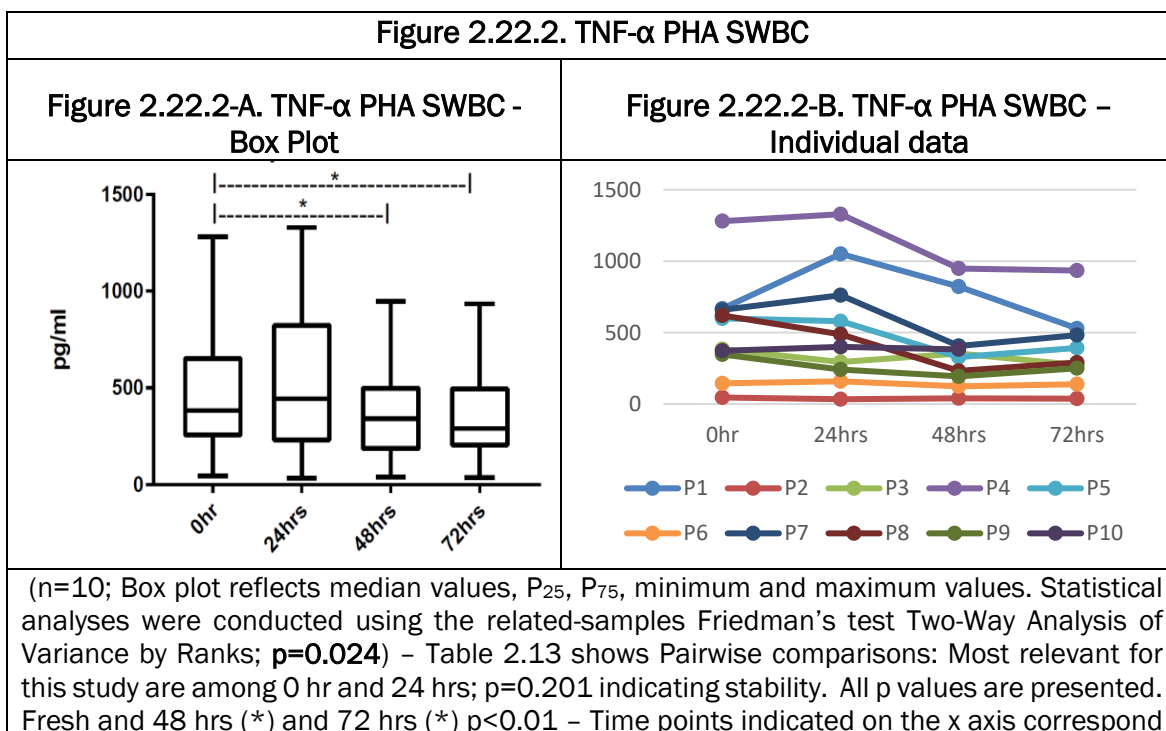 Figure 2.22.2. TNF-α PHA SWBC
Figure 2.22.2-A. TNF-α PHA SWBC -
Box Plot
Figure 2.22.2-B. TNF-α PHA SWBC –
Individual data
|------------------------*------------------------|
|----------------*----------------|
1500
1000
500
0
pg/ml
0hr
24hrs
48hrs
72hrs
1500
1000
500
0
0hr 24hrs 48hrs 72hrs
P1 P2 P3 P4 P5
P6 P7 P8 P9 P10
(n=10; Box plot reflects median values, P25, P75, minimum and maximum values. Statistical
analyses were conducted using the related-samples Friedman's test Two-Way Analysis of
Variance by Ranks; p=0.024) – Table 2.13 shows Pairwise comparisons: Most relevant for
this study are among 0 hr and 24 hrs; p=0.201 indicating stability. All p values are presented.
Fresh and 48 hrs (*) and 72 hrs (*) p<0.01 – Time points indicated on the x axis correspond